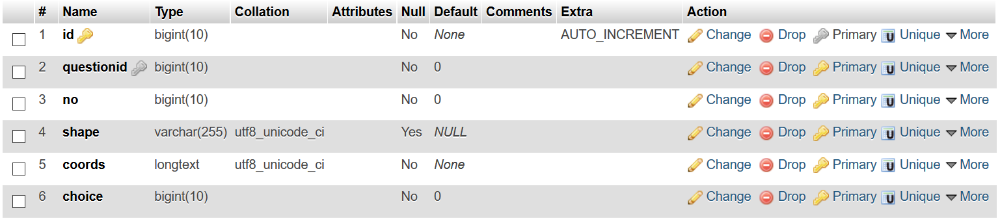 # Name Type Collation Attributes Null Default Comments Extra Action
1 id bigint(10) No None AUTO_INCREMENT Change Drop Primary Unique More
2 questionid bigint(10) No 0 Change Drop Primary Unique More
3 no bigint(10) No 0 Change Drop Primary Unique More
4 shape varchar(255) utf8_unicode_ci Yes NULL Change Drop Primary Unique More
5 coords longtext utf8_unicode_ci No None Change Drop Primary Unique More
6 choice bigint(10) No 0 Change Drop Primary Unique More